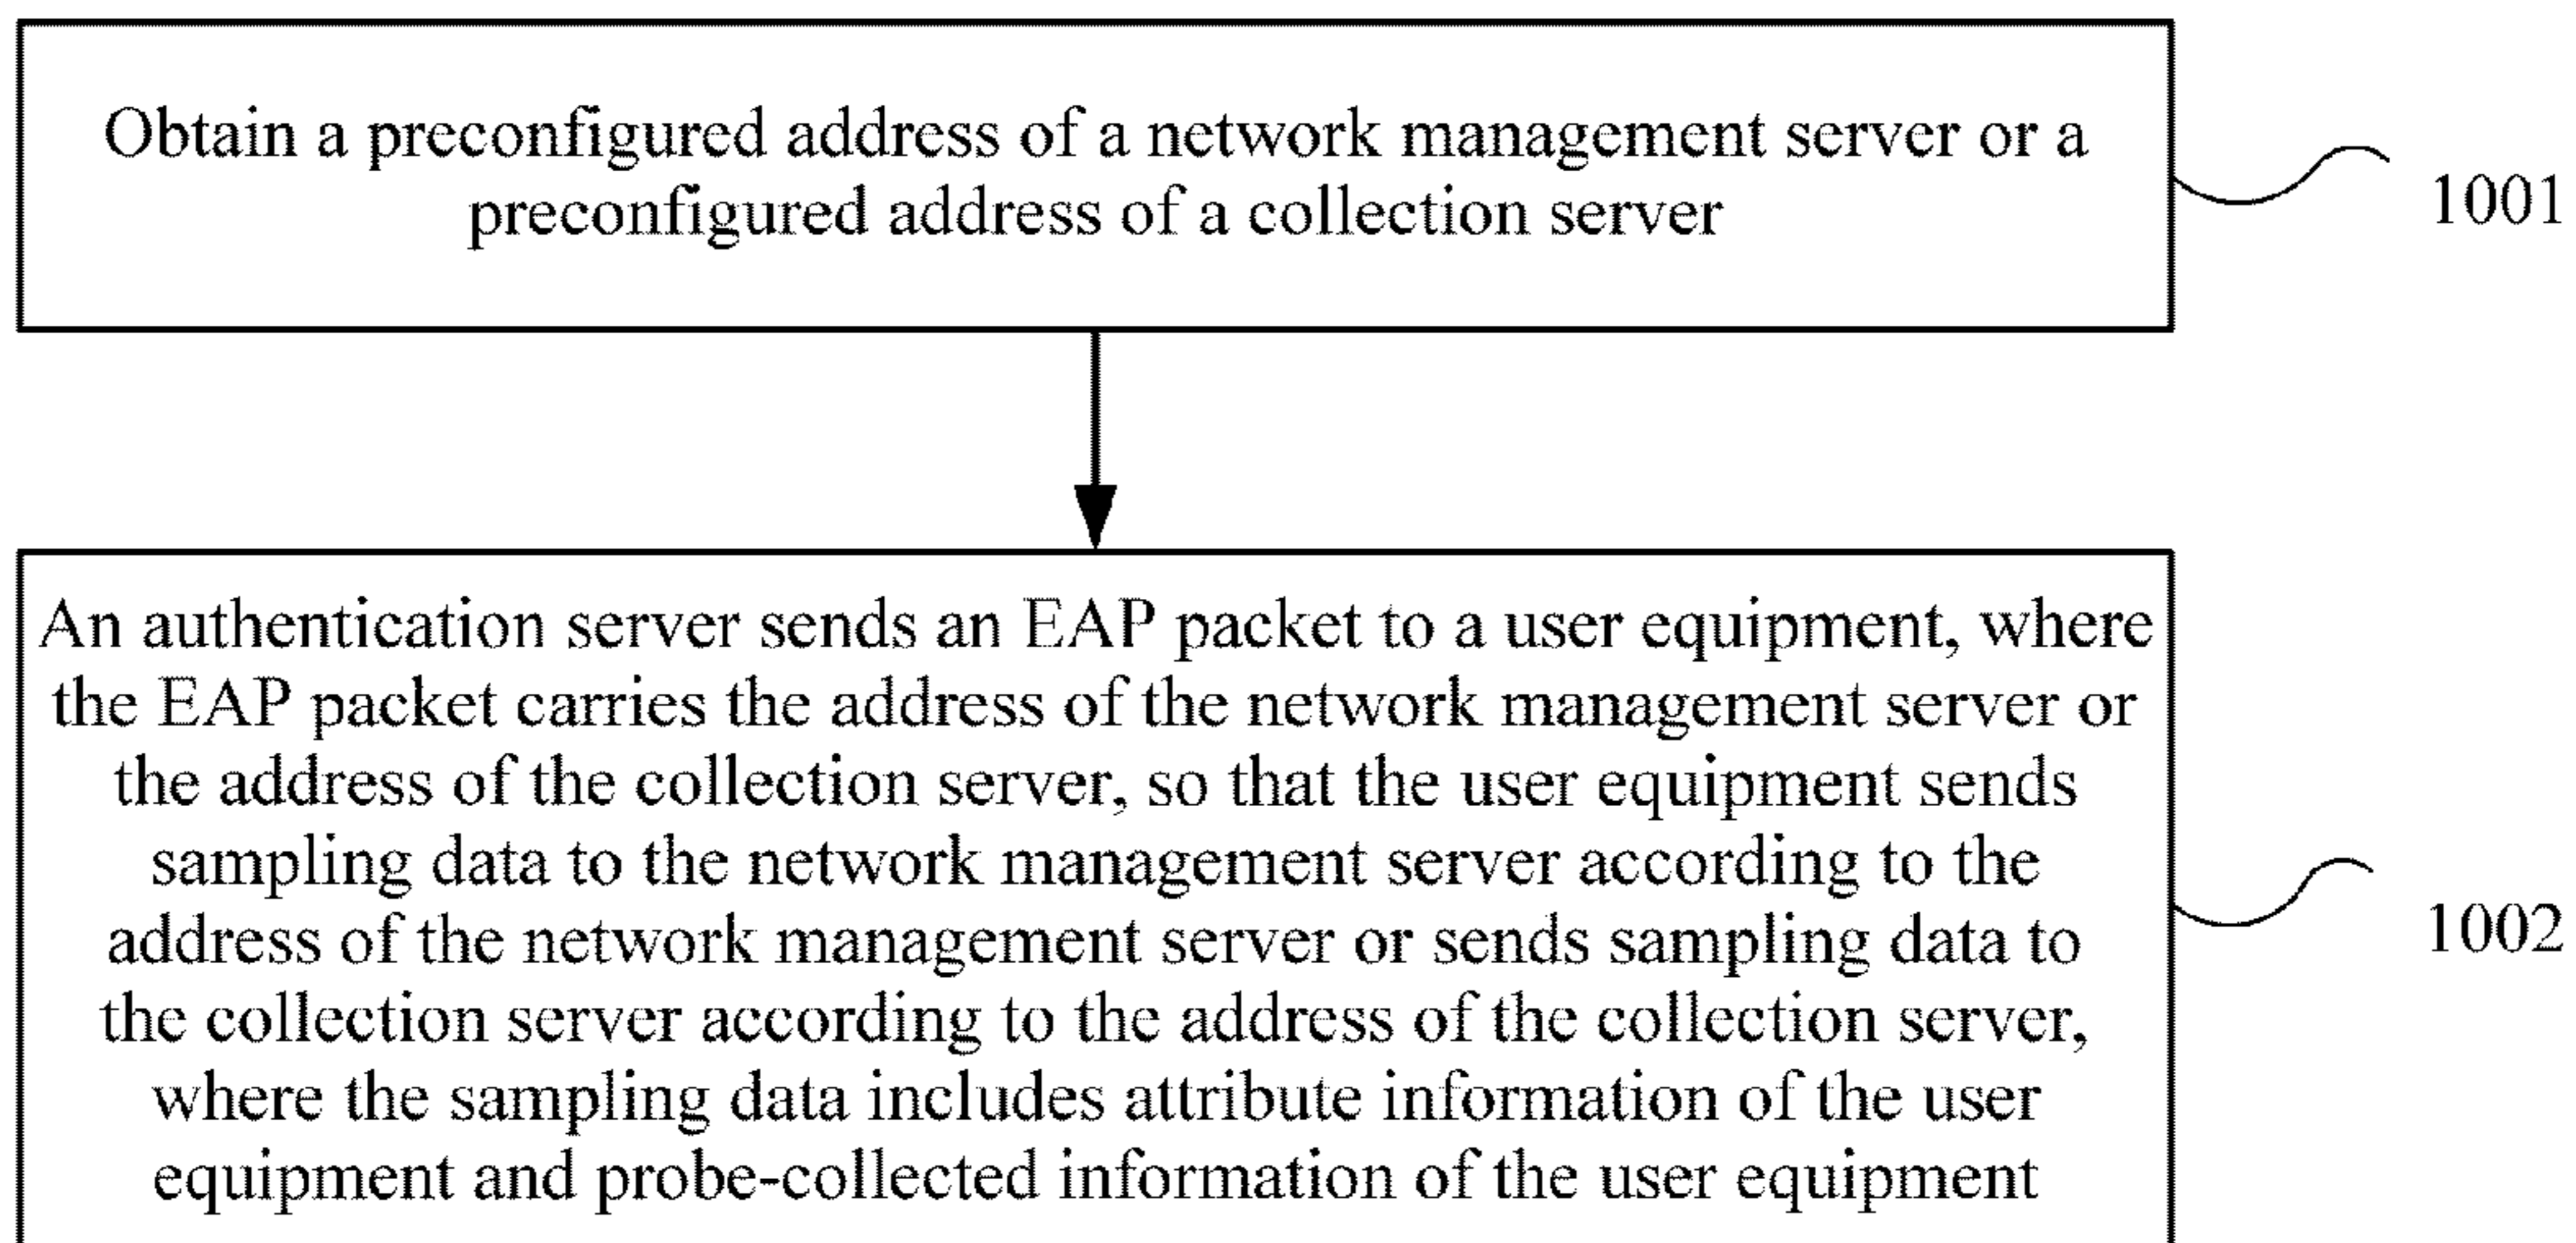 Obtain a preconfigured address of a network management server or a
preconfigured address of a collection server
1001
An authentication server sends an EAP packet to a user equipment, where
the EAP packet carries the address of the network management server or
the address of the collection server, so that the user equipment sends
sampling data to the network management server according to the
address of the network management server or sends sampling data to
the collection server according to the address of the collection server,
where the sampling data includes attribute information of the user
equipment and probe-collected information of the user equipment
1002